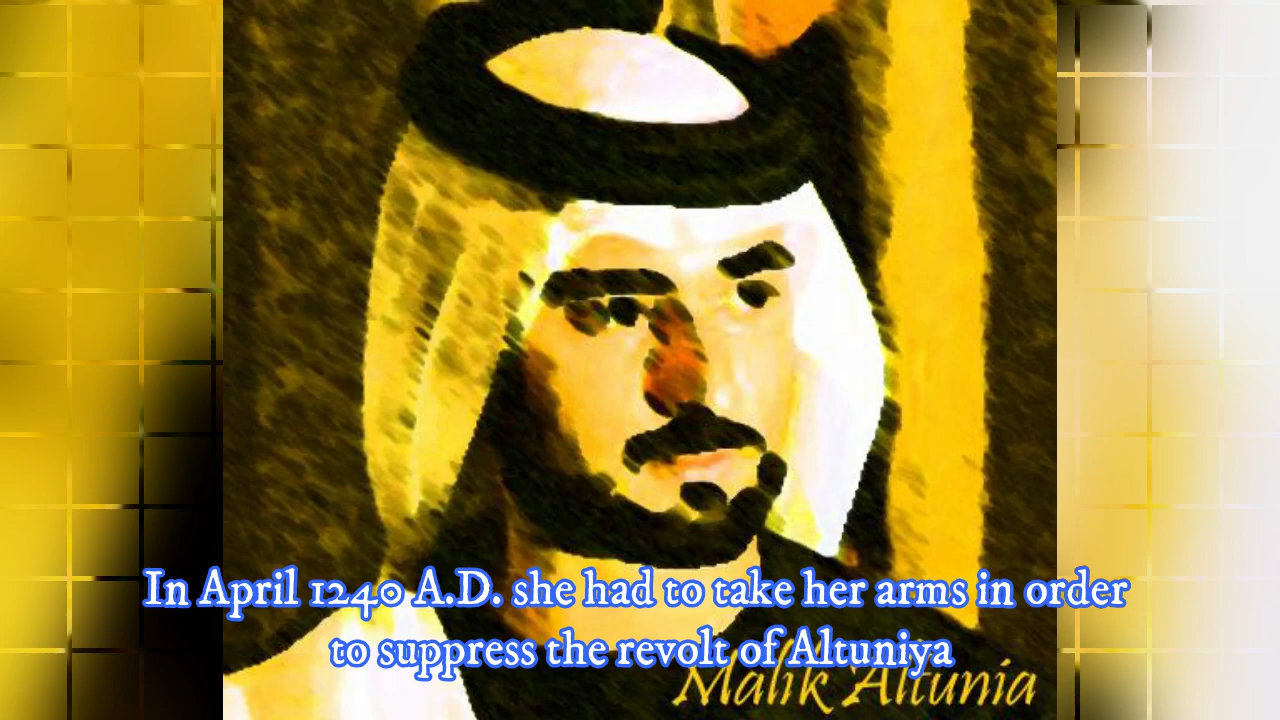 In April 1240 A.D. she had to take her arms in order
to suppress the revolt of Altuniya
Malik Altunia